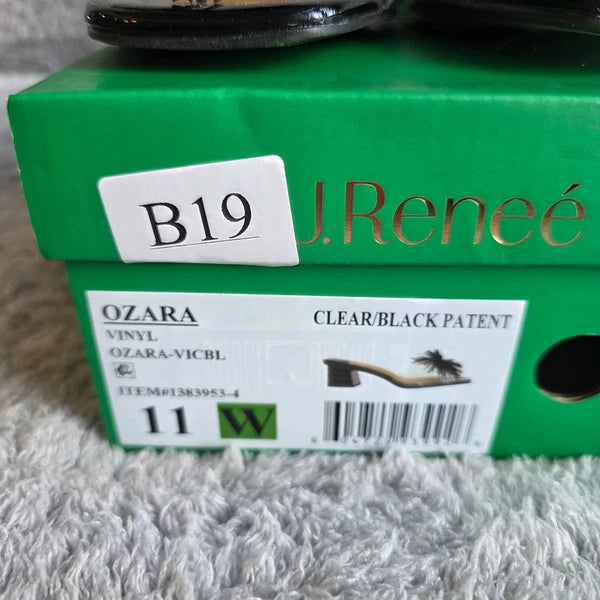 B19
J.Reneé
OZARA
CLEAR/BLACK PATENT
VINYL
OZARA-VICBL
ITEM#1383953-4
11 W